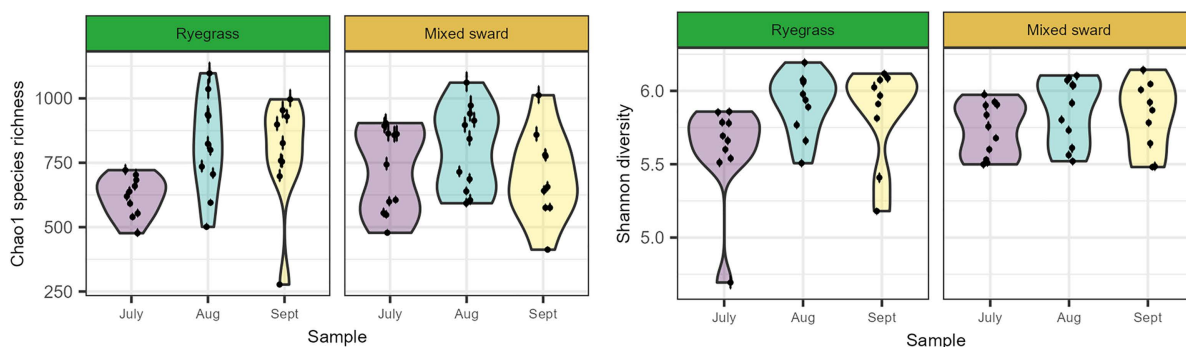 Ryegrass
Mixed sward
Chao1 species richness
1000
750
500
250
July
Aug
Sept
July
Aug
Sept
Sample
Ryegrass
Mixed sward
Shannon diversity
6.0
5.5
5.0
July
Aug
Sept
July
Aug
Sept
Sample